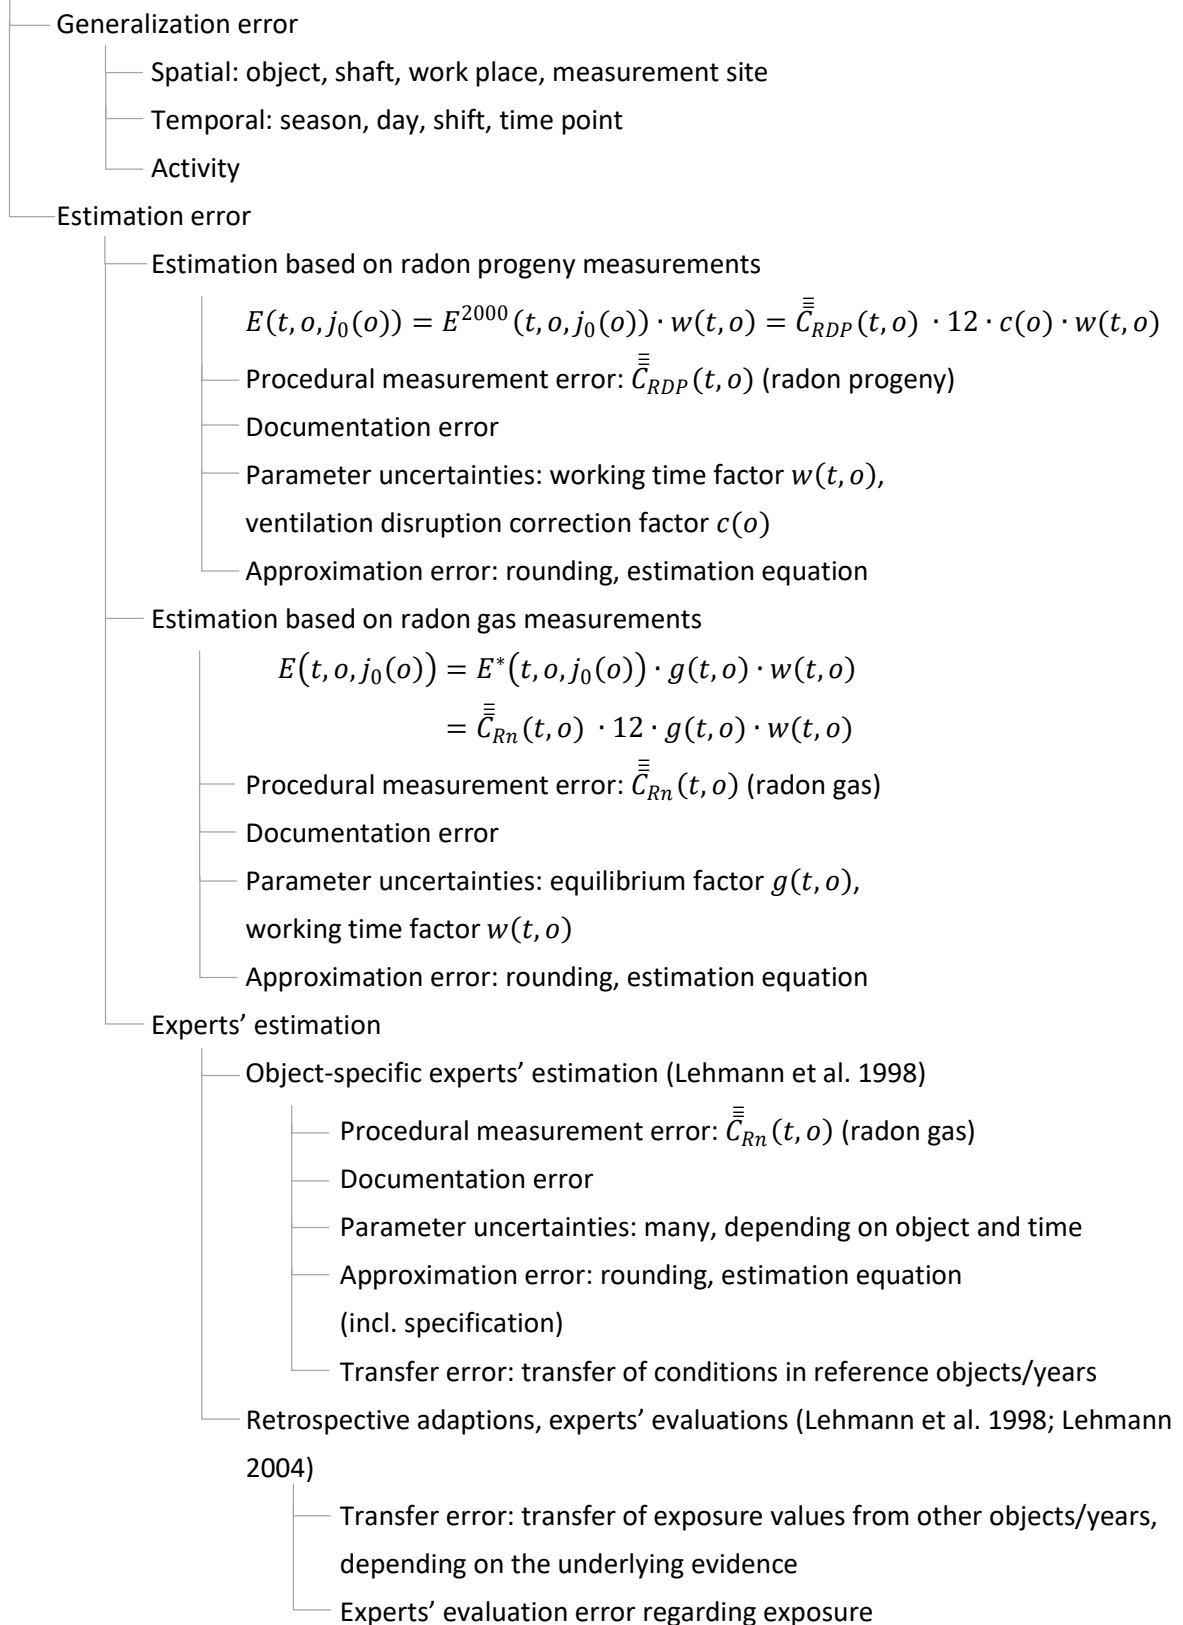 Generalization error
Spatial: object, shaft, work place, measurement site
Temporal: season, day, shift, time point
Activity
Estimation error
Estimation based on radon progeny measurements
E(t, o, j₀(o)) = E²⁰⁰⁰(t, o, j₀(o)) · w(t, o) = C̿̿_RDP(t, o) · 12 · c(o) · w(t, o)
Procedural measurement error: C̿̿_RDP(t, o) (radon progeny)
Documentation error
Parameter uncertainties: working time factor w(t, o),
ventilation disruption correction factor c(o)
Approximation error: rounding, estimation equation
Estimation based on radon gas measurements
E(t, o, j₀(o)) = E*(t, o, j₀(o)) · g(t, o) · w(t, o)
= C̿̿_Rn(t, o) · 12 · g(t, o) · w(t, o)
Procedural measurement error: C̿̿_Rn(t, o) (radon gas)
Documentation error
Parameter uncertainties: equilibrium factor g(t, o),
working time factor w(t, o)
Approximation error: rounding, estimation equation
Experts’ estimation
Object-specific experts’ estimation (Lehmann et al. 1998)
Procedural measurement error: C̿̿_Rn(t, o) (radon gas)
Documentation error
Parameter uncertainties: many, depending on object and time
Approximation error: rounding, estimation equation
(incl. specification)
Transfer error: transfer of conditions in reference objects/years
Retrospective adaptions, experts’ evaluations (Lehmann et al. 1998; Lehmann
2004)
Transfer error: transfer of exposure values from other objects/years,
depending on the underlying evidence
Experts’ evaluation error regarding exposure